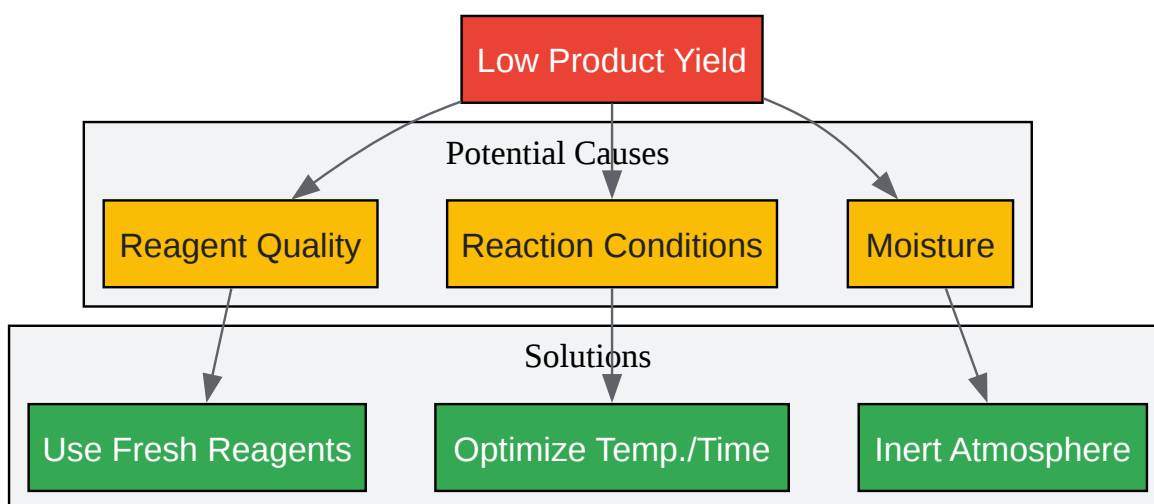 Low Product Yield
Potential Causes
Reagent Quality
Reaction Conditions
Moisture
Solutions
Use Fresh Reagents
Optimize Temp./Time
Inert Atmosphere